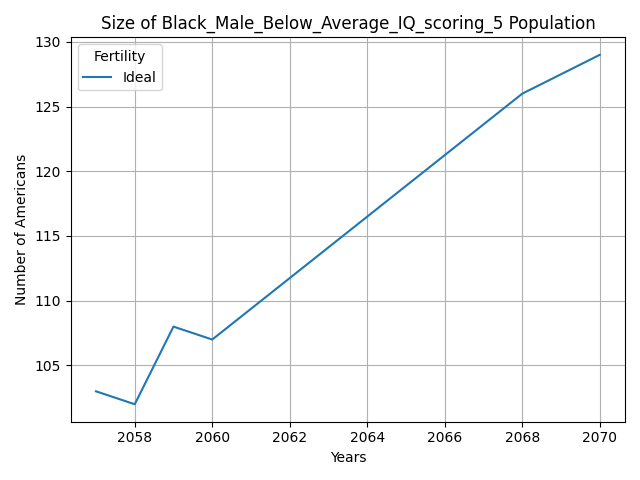 Size of Black_Male_Below_Average_IQ_scoring_5 Population
Fertility
Ideal
Number of Americans
130
125
120
115
110
105
2058 2060 2062 2064 2066 2068 2070
Years